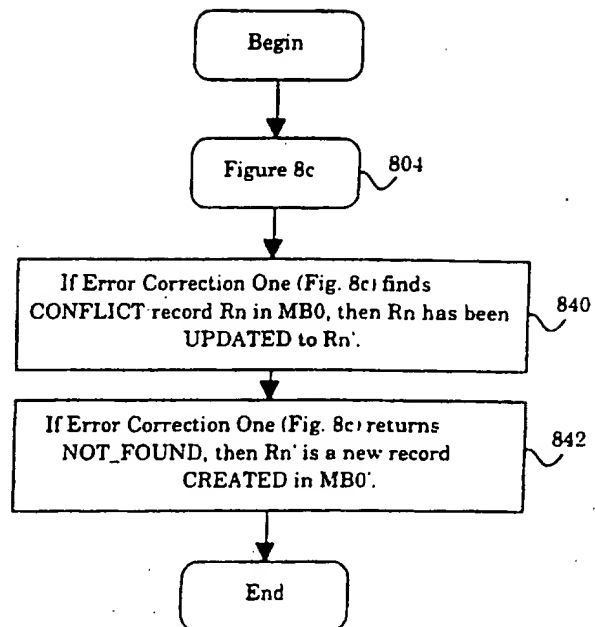 Begin
Figure 8c
804
If Error Correction One (Fig. 8c) finds
CONFLICT record Rn in MB0, then Rn has been
UPDATED to Rn'.
840
If Error Correction One (Fig. 8c) returns
NOT_FOUND, then Rn' is a new record
CREATED in MB0'.
842
End